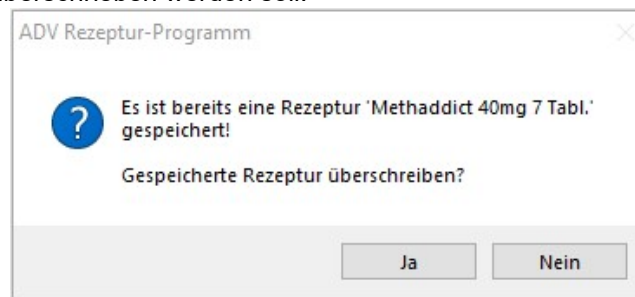 ADV Rezeptur-Programm
Es ist bereits eine Rezeptur 'Methaddict 40mg 7 Tabl.'
gespeichert!
Gespeicherte Rezeptur überschreiben?
Ja
Nein